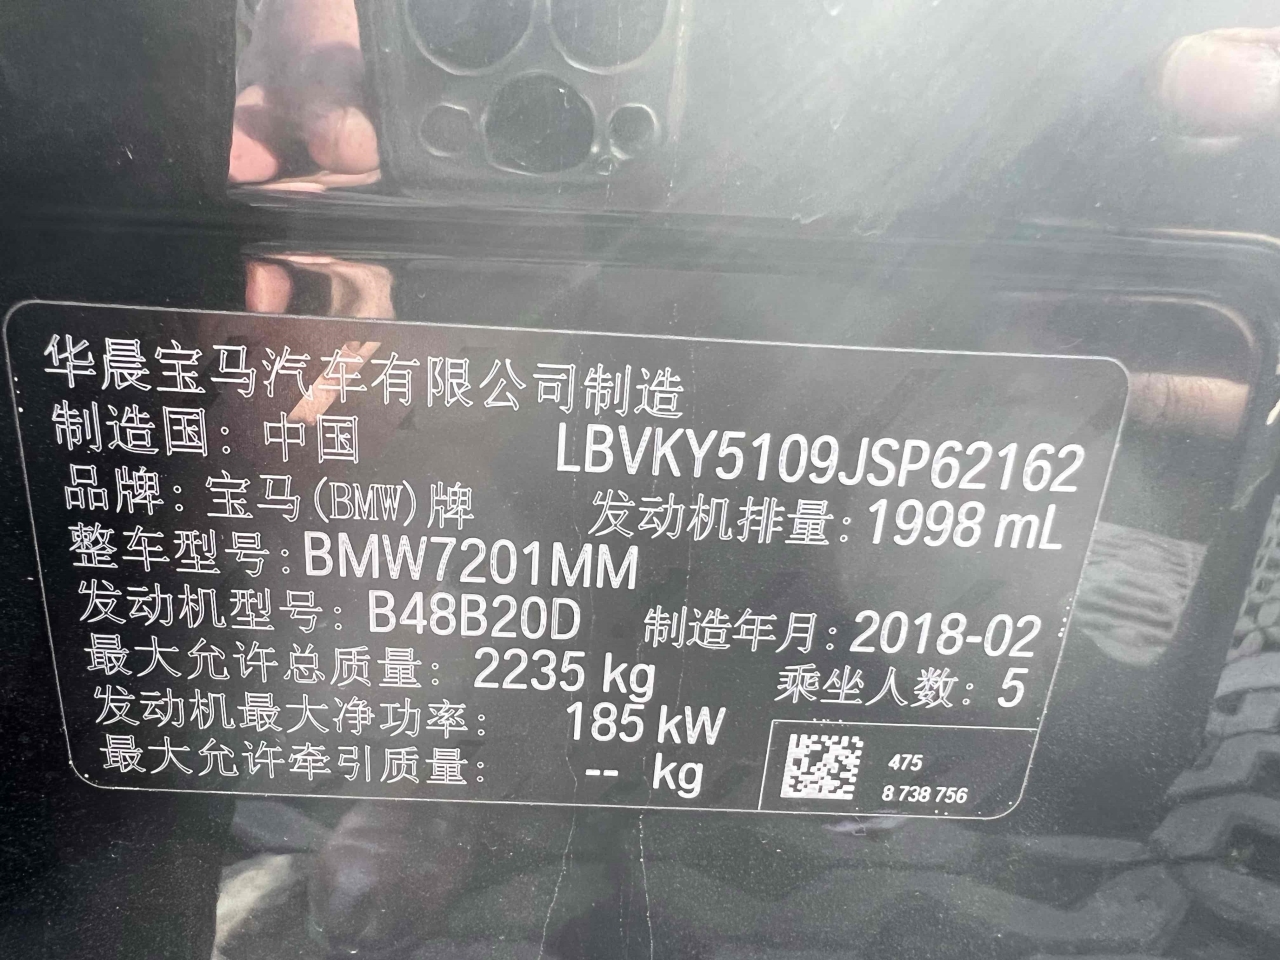 华晨宝马汽车有限公司制造
制造国：中国 LBVKY5109JSP62162
品牌：宝马(BMW)牌 发动机排量：1998 mL
整车型号：BMW7201MM
发动机型号：B48B20D 制造年月：2018-02
最大允许总质量：2235 kg 乘坐人数：5
发动机最大净功率：185 kW
最大允许牵引质量：-- kg
475
8 738 756